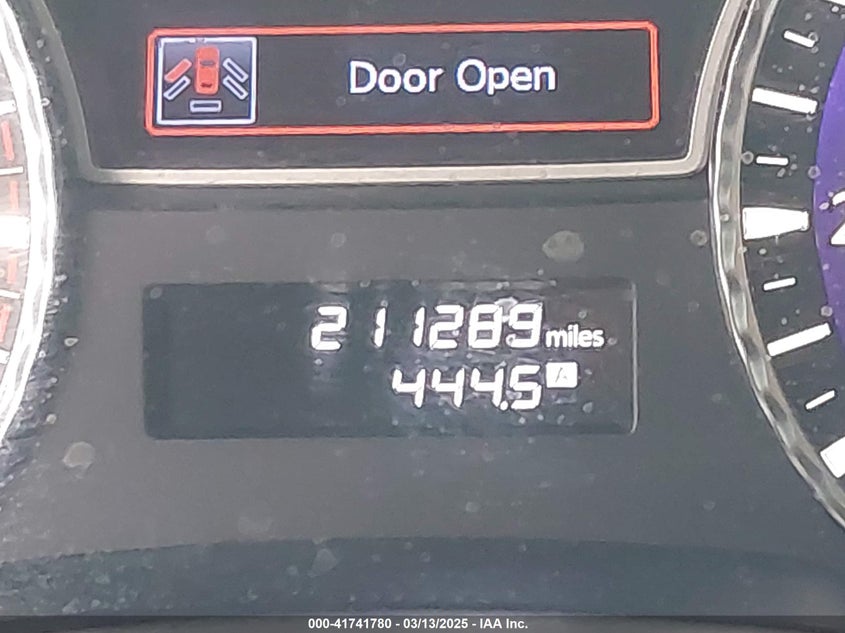 Door Open
211289 miles
444.5 A
000-41741780 - 03/13/2025 - IAA Inc.